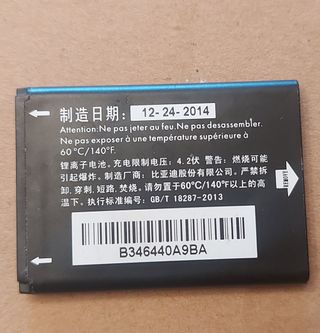 制造日期: 12-24-2014
Attention:Ne pas jeter au feu.Ne pas desassembler.
Ne pas exposer à une température supérieure à
60℃/140℉
锂离子电池。充电限制电压: 4.2伏 警告: 燃烧可能
引起爆炸。制造厂商: 比亚迪股份有限公司。严禁拆
卸, 穿刺, 短路, 焚烧。请勿置于60℃/140℉以上的高
温下。执行标准编号: GB/T 18287-2013
REMOVE
B346440A9BA